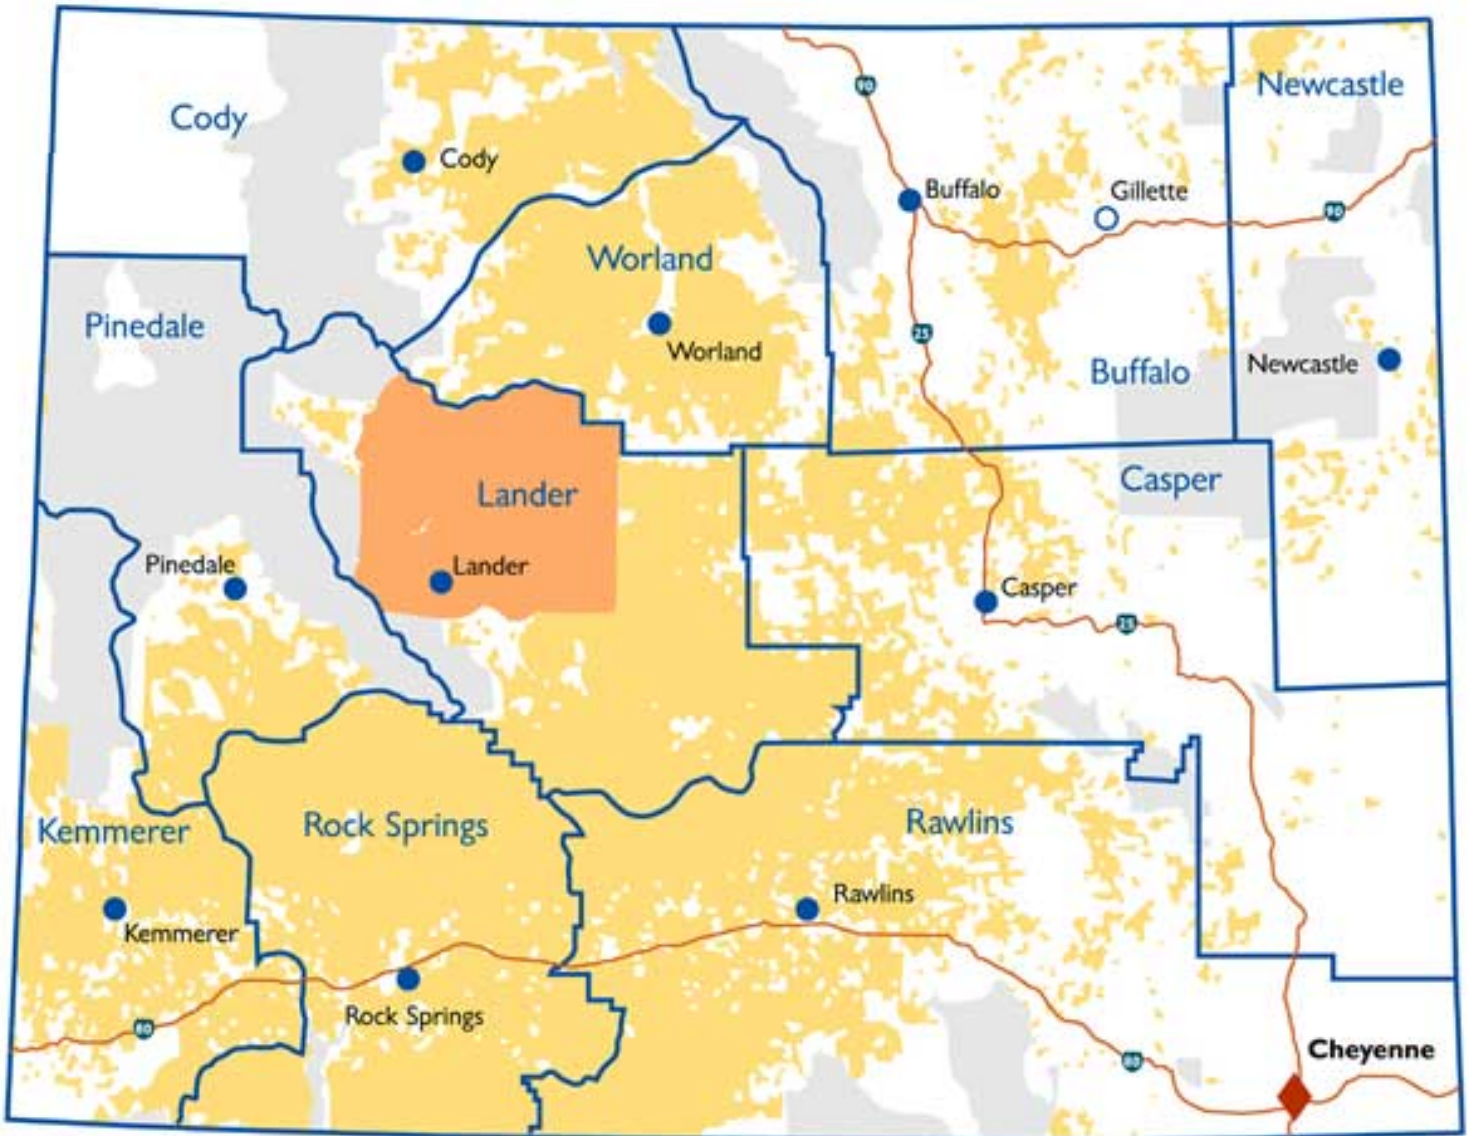 Newcastle
90
Cody
Cody
Buffalo
Gillette
90
Worland
Pinedale
25
Worland
Buffalo
Newcastle
Lander
Casper
Pinedale
Lander
Casper
25
Kemmerer
Rock Springs
Rawlins
Rawlins
Kemmerer
Rock Springs
80
Cheyenne
80